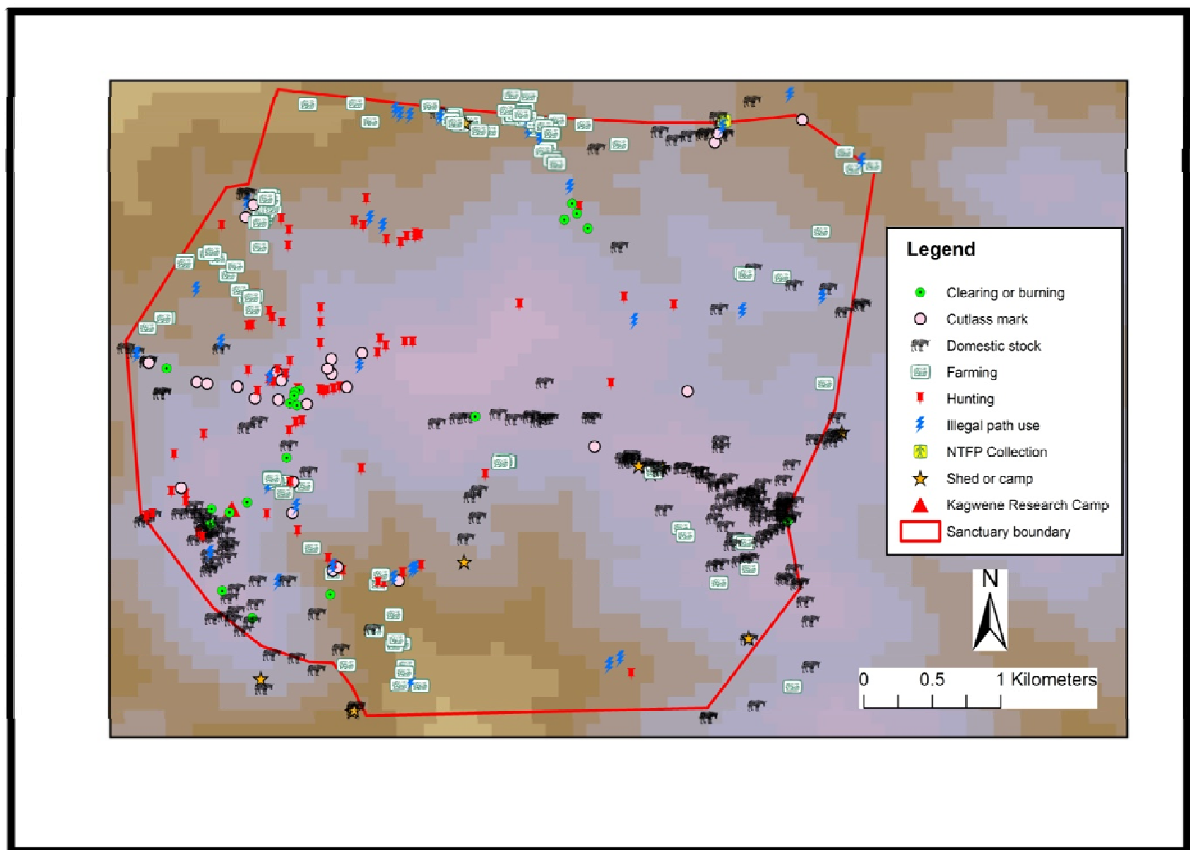 Legend
Clearing or burning
Cutlass mark
Domestic stock
Farming
Hunting
Illegal path use
NTFP Collection
Shed or camp
Kagwene Research Camp
Sanctuary boundary
N
0 0.5 1 Kilometers